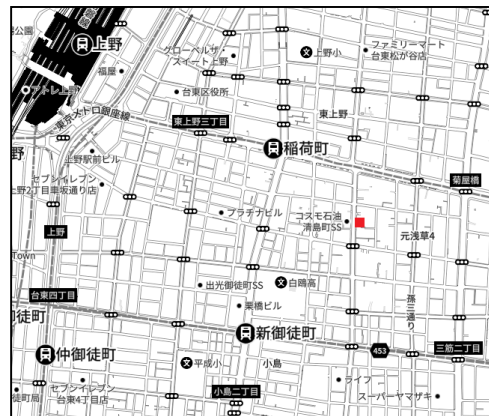 上野
グローベルザ・
スイート上野
上野小
ファミリーマート
台東松が谷店
福屋
アトレ上野
台東区役所
東京メトロ銀座線
東上野三丁目
東上野
稲荷町
上野駅前ビル
セブンイレブン
上野2丁目車坂通り店
菊屋橋
プラチナビル
コスモ石油
清島町SS
元浅草4
上野
Town
出光御徒町SS
白鴎高
台東四丁目
栗橋ビル
孫三通り
御徒町
新御徒町
453
三筋二丁目
仲御徒町
平成小
小島
セブンイレブン
台東4丁目店
小島二丁目
ライフ
スーパーヤマザキ
徒町局